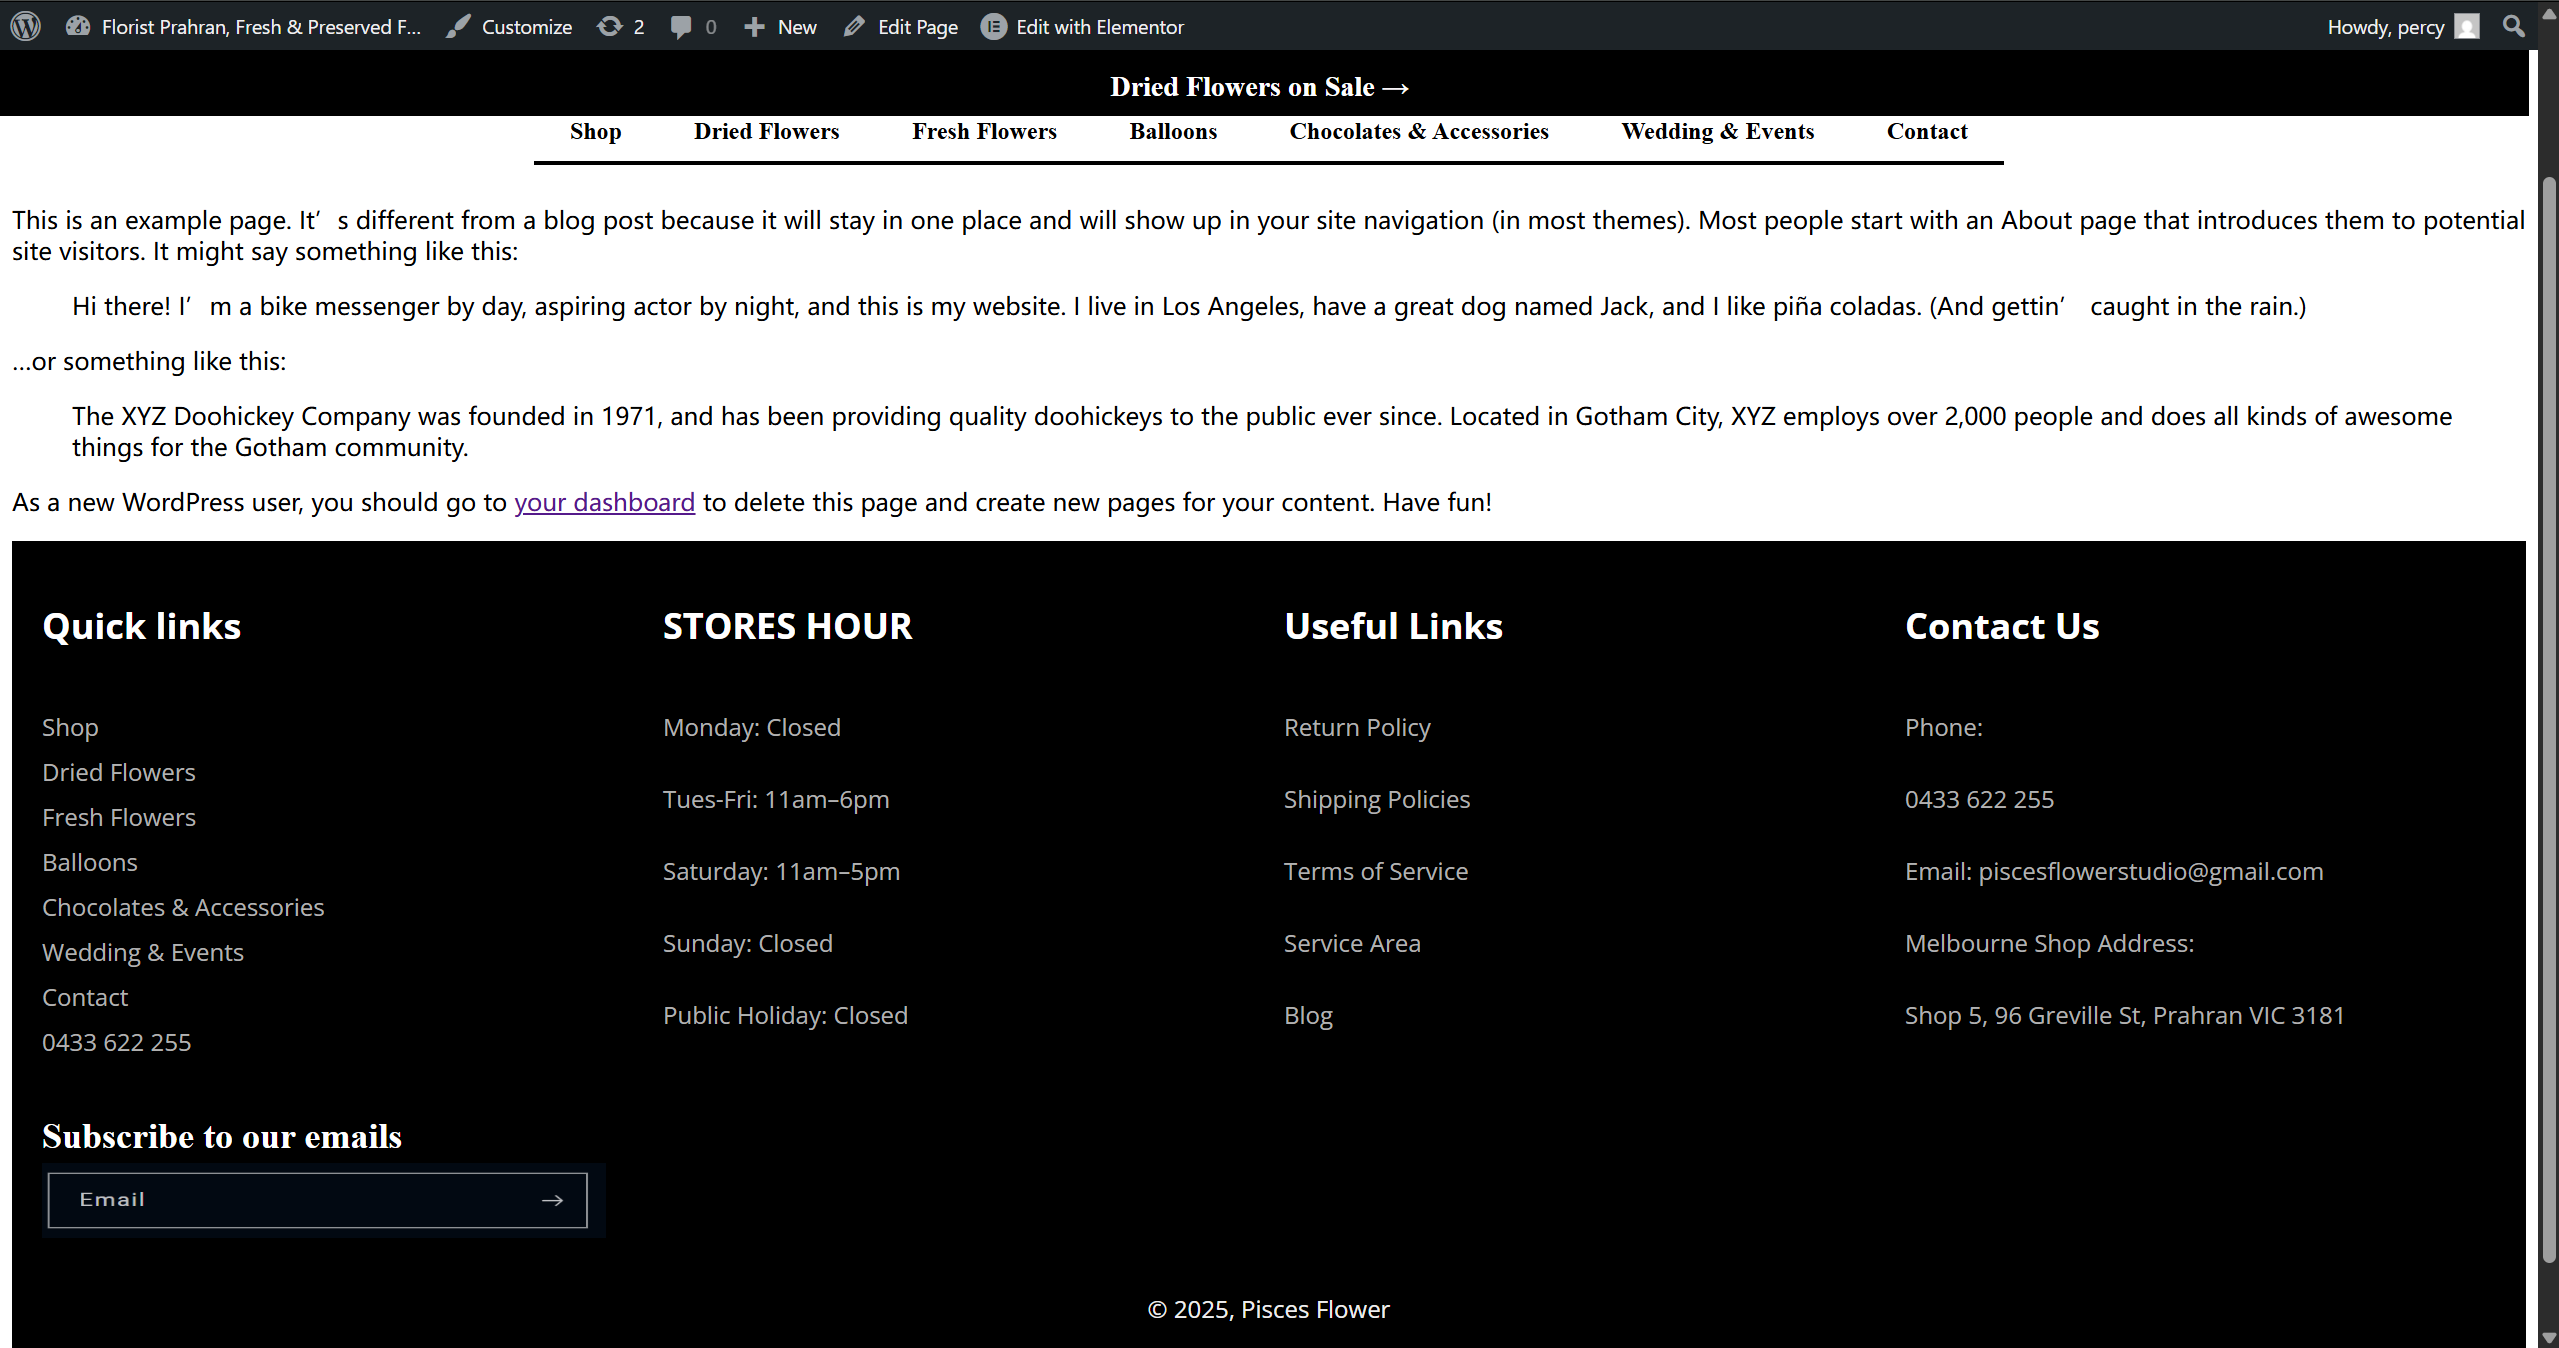 Florist Prahran, Fresh & Preserved F... Customize 2 0 New Edit Page Edit with Elementor Howdy, percy
Dried Flowers on Sale →
Shop Dried Flowers Fresh Flowers Balloons Chocolates & Accessories Wedding & Events Contact
This is an example page. It’s different from a blog post because it will stay in one place and will show up in your site navigation (in most themes). Most people start with an About page that introduces them to potential
site visitors. It might say something like this:
Hi there! I’m a bike messenger by day, aspiring actor by night, and this is my website. I live in Los Angeles, have a great dog named Jack, and I like piña coladas. (And gettin’ caught in the rain.)
...or something like this:
The XYZ Doohickey Company was founded in 1971, and has been providing quality doohickeys to the public ever since. Located in Gotham City, XYZ employs over 2,000 people and does all kinds of awesome
things for the Gotham community.
As a new WordPress user, you should go to your dashboard to delete this page and create new pages for your content. Have fun!
Quick links
Shop
Dried Flowers
Fresh Flowers
Balloons
Chocolates & Accessories
Wedding & Events
Contact
0433 622 255
STORES HOUR
Monday: Closed
Tues-Fri: 11am–6pm
Saturday: 11am–5pm
Sunday: Closed
Public Holiday: Closed
Useful Links
Return Policy
Shipping Policies
Terms of Service
Service Area
Blog
Contact Us
Phone:
0433 622 255
Email: piscesflowerstudio@gmail.com
Melbourne Shop Address:
Shop 5, 96 Greville St, Prahran VIC 3181
Subscribe to our emails
Email →
© 2025, Pisces Flower